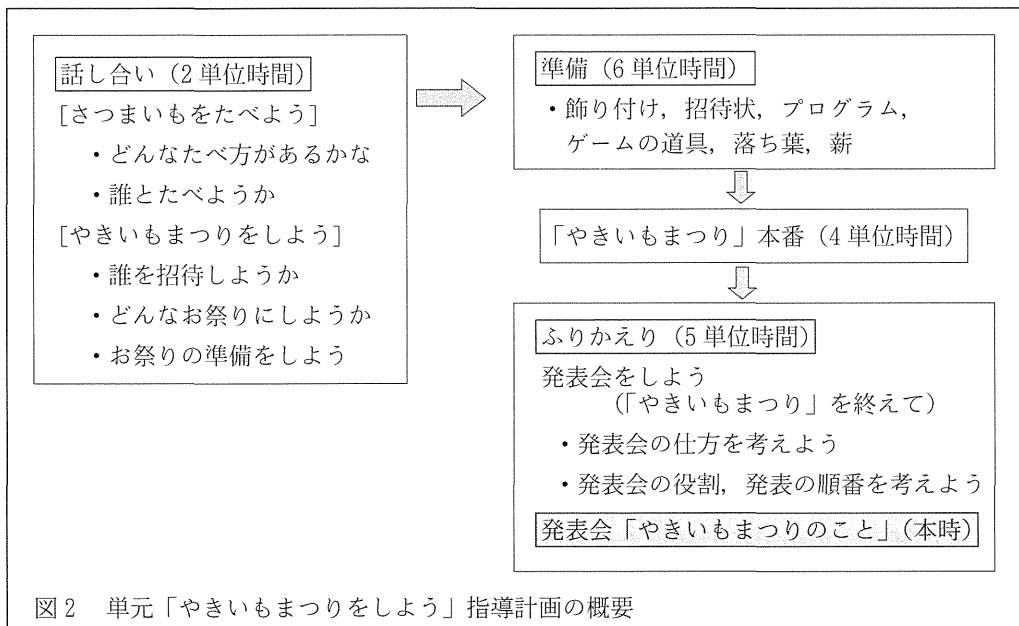 話し合い（2単位時間）
[さつまいもをたべよう]
・どんなたべ方があるかな
・誰とたべようか
[やきいもまつりをしよう]
・誰を招待しようか
・どんなお祭りにしようか
・お祭りの準備をしよう
準備（6単位時間）
・飾り付け，招待状，プログラム，
ゲームの道具，落ち葉，薪
「やきいもまつり」本番（4単位時間）
ふりかえり（5単位時間）
発表会をしよう
（「やきいもまつり」を終えて）
・発表会の仕方を考えよう
・発表会の役割，発表の順番を考えよう
発表会「やきいもまつりのこと」（本時）
図2 単元「やきいもまつりをしよう」指導計画の概要